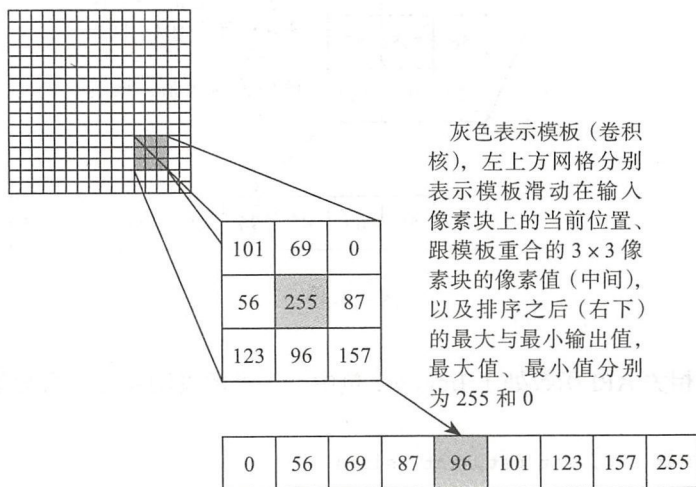 灰色表示模板（卷积
核），左上方网格分别
表示模板滑动在输入
像素块上的当前位置、
跟模板重合的 3×3 像
素块的像素值（中间），
以及排序之后（右下）
的最大与最小输出值，
最大值、最小值分别
为 255 和 0
101 69 0
56 255 87
123 96 157
0 56 69 87 96 101 123 157 255